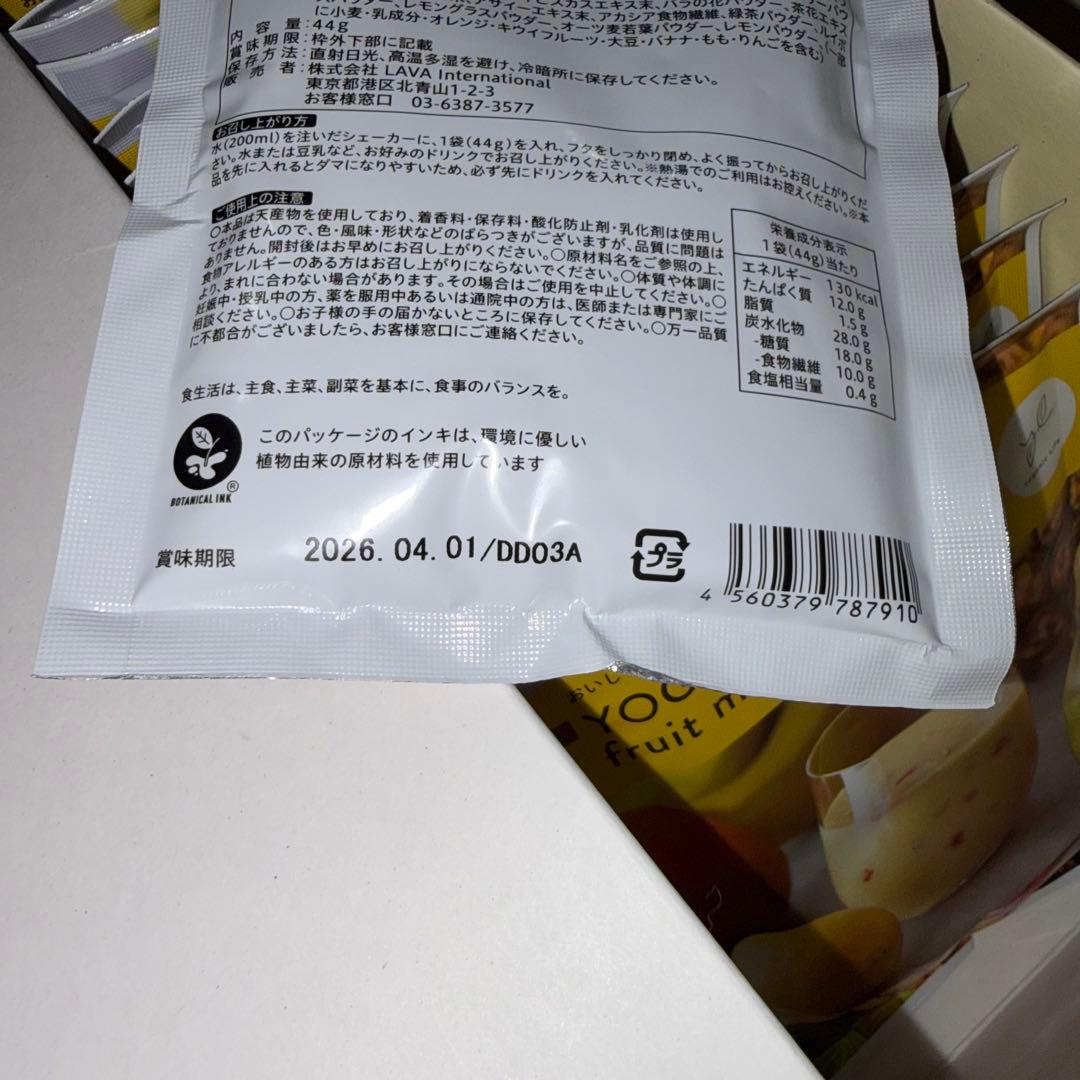 モスカスエキス末、バラの花パウダー、茶花エキス
スパウダー、レモングラスパウダー、オーツ麦若葉パウダー、レモンパウダー、(一部
に小麦・乳成分・オレンジ・キウイフルーツ・大豆・バナナ・もも・りんごを含む)
内容量:44g
賞味期限:枠外下部に記載
保存方法:直射日光、高温多湿を避け、冷暗所に保存してください。
販売者:株式会社 LAVA International
東京都港区北青山1-2-3
お客様窓口 03-6387-3577
お召し上がり方
水(200ml)を注いだシェーカーに、1袋(44g)を入れ、フタをしっかり閉め、よく振ってからお召し上がりくだ
さい。水または豆乳など、お好みのドリンクでお召し上がりください。※熱湯でのご利用はお控えください。※本
品を先に入れるとダマになりやすいため、必ず先にドリンクを入れてください。
ご使用上の注意
○本品は天産物を使用しており、着香料・保存料・酸化防止剤・乳化剤は使用し
ておりませんので、色・風味・形状などのばらつきがございますが、品質に問題は
ありません。開封後はお早めにお召し上がりください。○原材料名をご参照の上、
食物アレルギーのある方はお召し上がりにならないでください。○体質や体調に
より、まれに合わない場合があります。その場合はご使用を中止してください。○
妊娠中・授乳中の方、薬を服用中あるいは通院中の方は、医師または専門家にご
相談ください。○お子様の手の届かないところに保存してください。○万一品質
に不都合がございましたら、お客様窓口にご連絡ください。
栄養成分表示
1袋(44g)当たり
エネルギー 130 kcal
たんぱく質 12.0 g
脂質 1.5 g
炭水化物 28.0 g
-糖質 18.0 g
-食物繊維 10.0 g
食塩相当量 0.4 g
食生活は、主食、主菜、副菜を基本に、食事のバランスを。
このパッケージのインキは、環境に優しい
植物由来の原材料を使用しています
BOTANICAL INK®
賞味期限 2026.04.01/DD03A
プラ
4 560379 787910
おいし
YOG
fruit m